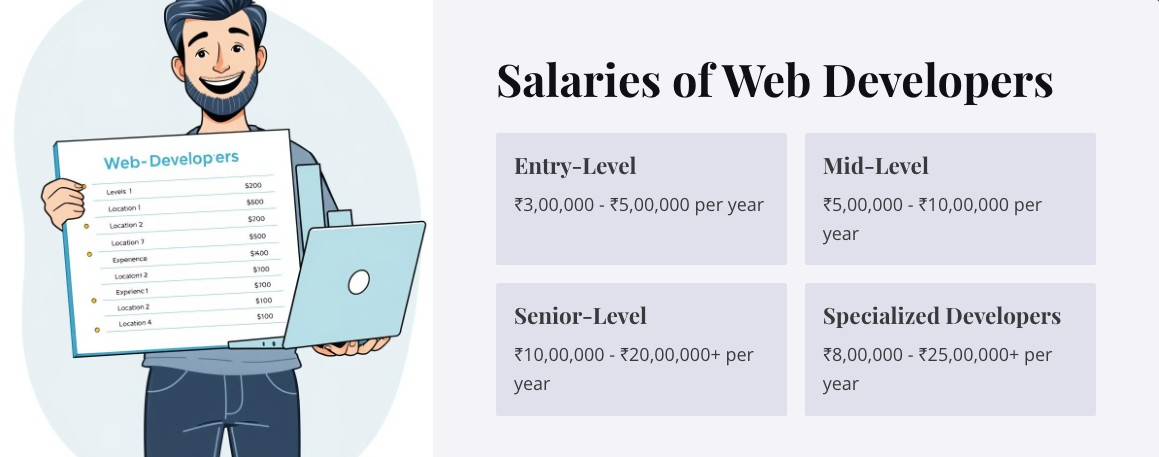 Web-Developers
Levels 1 $200
Location 1 $600
Location 2 $200
Location 7 $500
Experience $400
Location 2 $100
Exprienc1 $700
Location 2 $100
Location 4 $100
Salaries of Web Developers
Entry-Level
₹3,00,000 - ₹5,00,000 per year
Mid-Level
₹5,00,000 - ₹10,00,000 per
year
Senior-Level
₹10,00,000 - ₹20,00,000+ per
year
Specialized Developers
₹8,00,000 - ₹25,00,000+ per
year